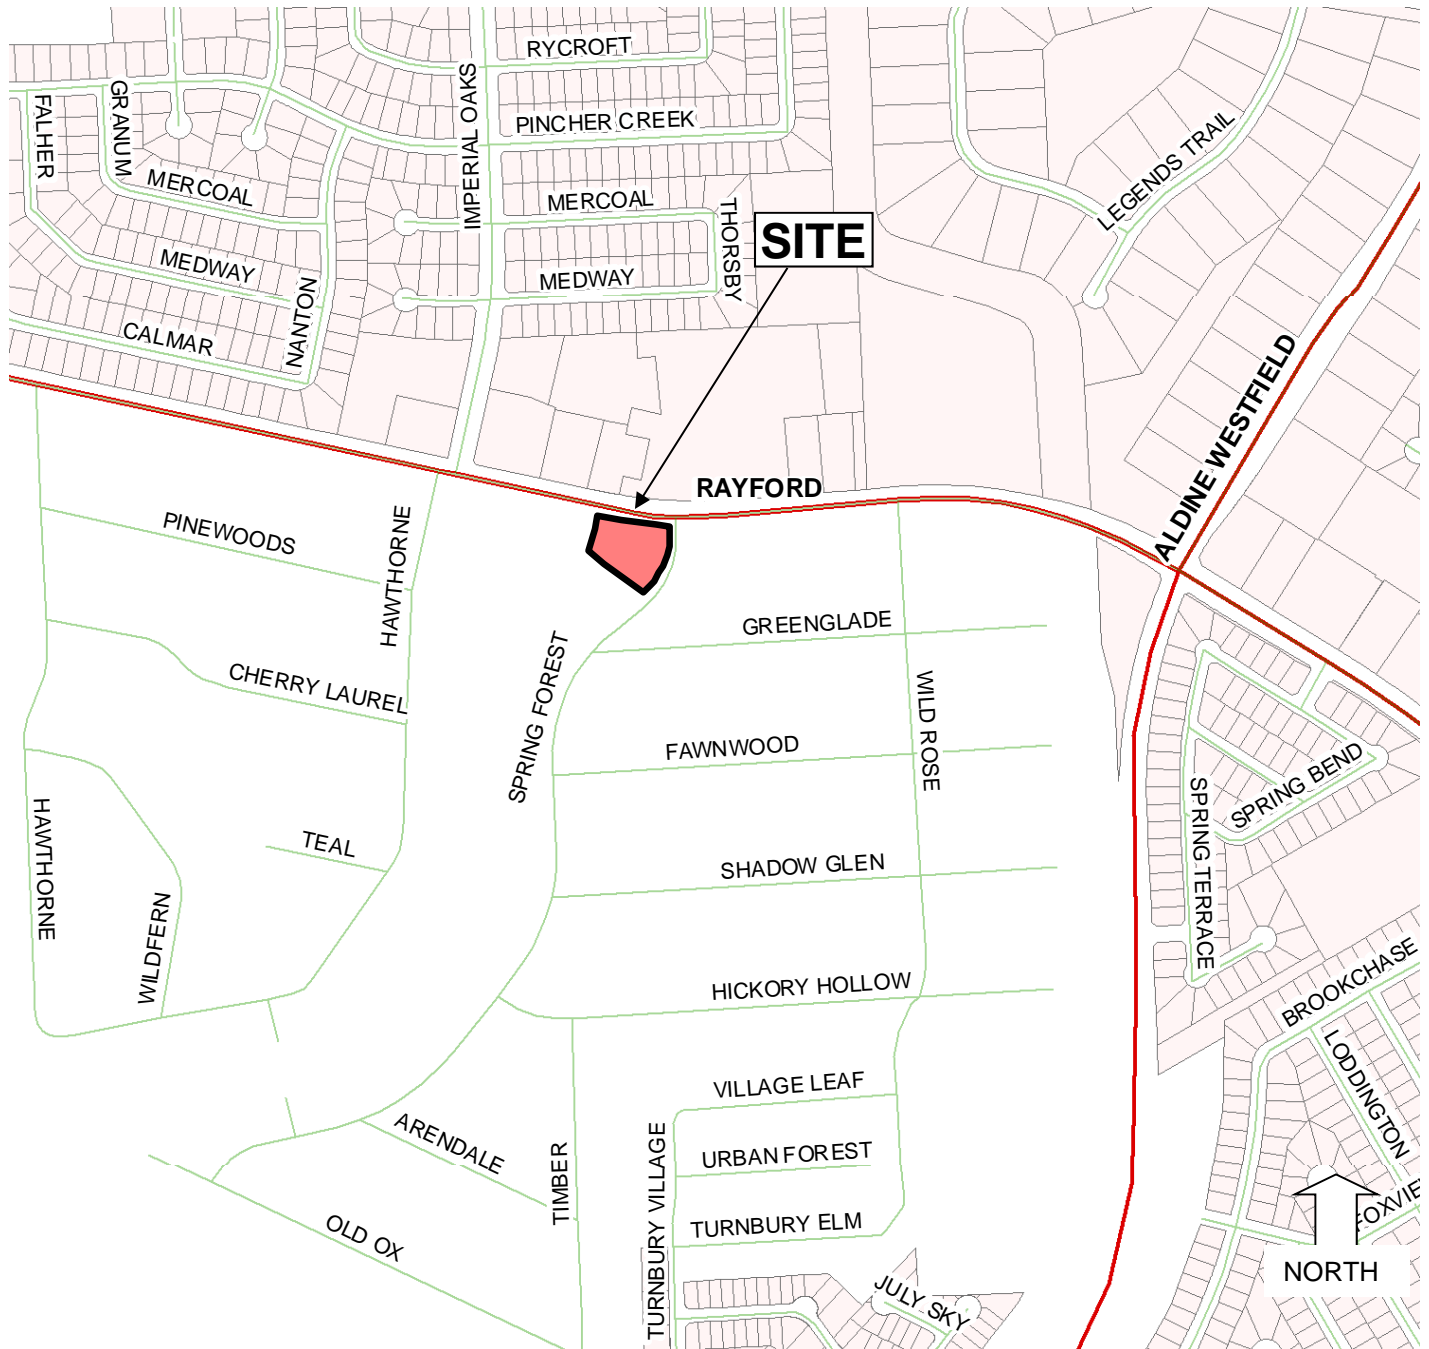 RYCROFT
IMPERIAL OAKS
GRANUM
FALHER
PINCHER CREEK
LEGENDS TRAIL
MERCOAL
MERCOAL
THORSBY
SITE
MEDWAY
MEDWAY
NANTON
CALMAR
ALDINE WESTFIELD
RAYFORD
PINEWOODS
HAWTHORNE
GREENGLADE
SPRING FOREST
CHERRY LAUREL
WILD ROSE
FAWNWOOD
SPRING BEND
SPRING TERRACE
HAWTHORNE
TEAL
SHADOW GLEN
WILDFERN
HICKORY HOLLOW
BROOKCHASE
LODDINGTON
VILLAGE LEAF
ARENDALE
TIMBER
TURNBURY VILLAGE
URBAN FOREST
OLD OX
TURNBURY ELM
JULY SKY
NORTH